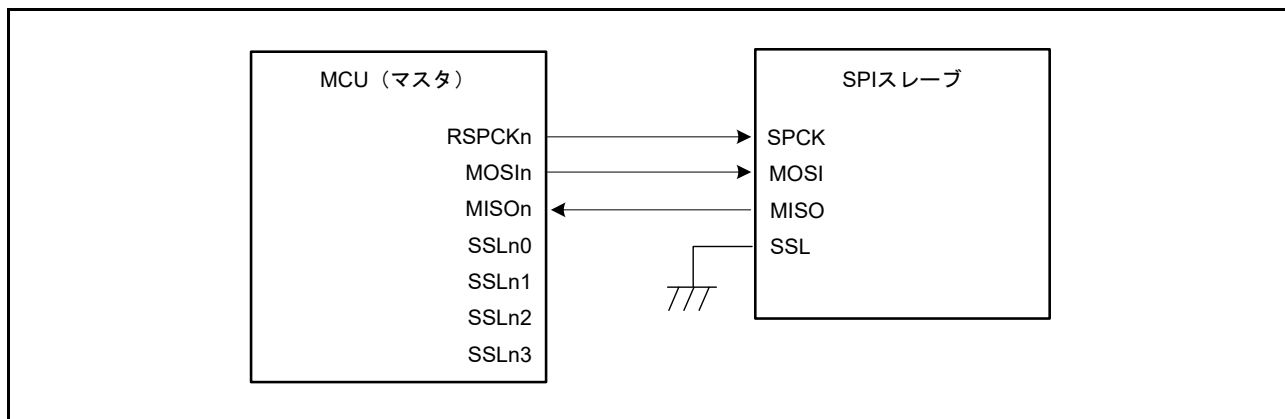 MCU（マスタ）
RSPCKn
MOSIn
MISOn
SSLn0
SSLn1
SSLn2
SSLn3
SPIスレーブ
SPCK
MOSI
MISO
SSL